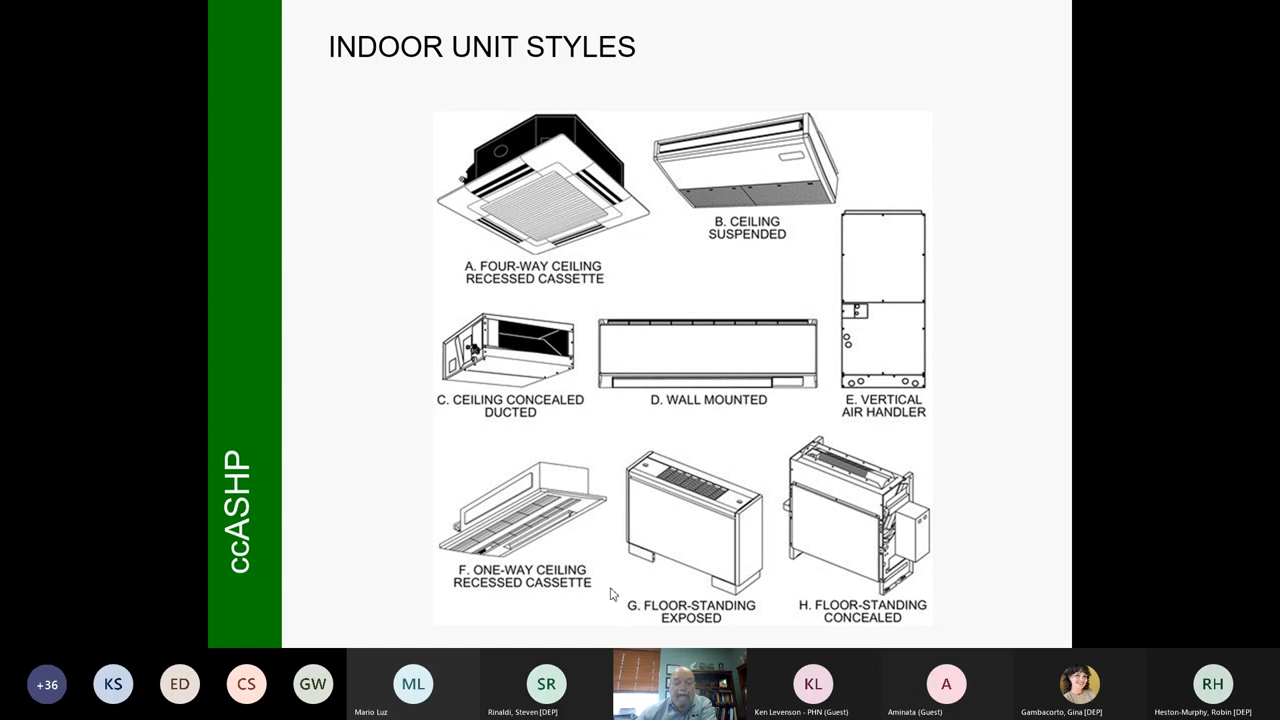 INDOOR UNIT STYLES
A. FOUR-WAY CEILING
RECESSED CASSETTE
B. CEILING
SUSPENDED
C. CEILING CONCEALED
DUCTED
D. WALL MOUNTED
E. VERTICAL
AIR HANDLER
F. ONE-WAY CEILING
RECESSED CASSETTE
G. FLOOR-STANDING
EXPOSED
H. FLOOR-STANDING
CONCEALED
ccASHP
+36
KS
ED
CS
GW
ML
Mario Luz
SR
Rinaldi, Steven [DEP]
KL
Ken Levenson - PHN (Guest)
A
Aminata (Guest)
Gambacorto, Gina [DEP]
RH
Heston-Murphy, Robin [DEP]